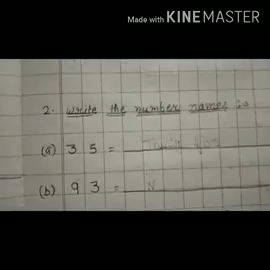 Made with KINEMASTER
2. Write the number names :-
(a) 3 5 =
(b) 9 3 = N